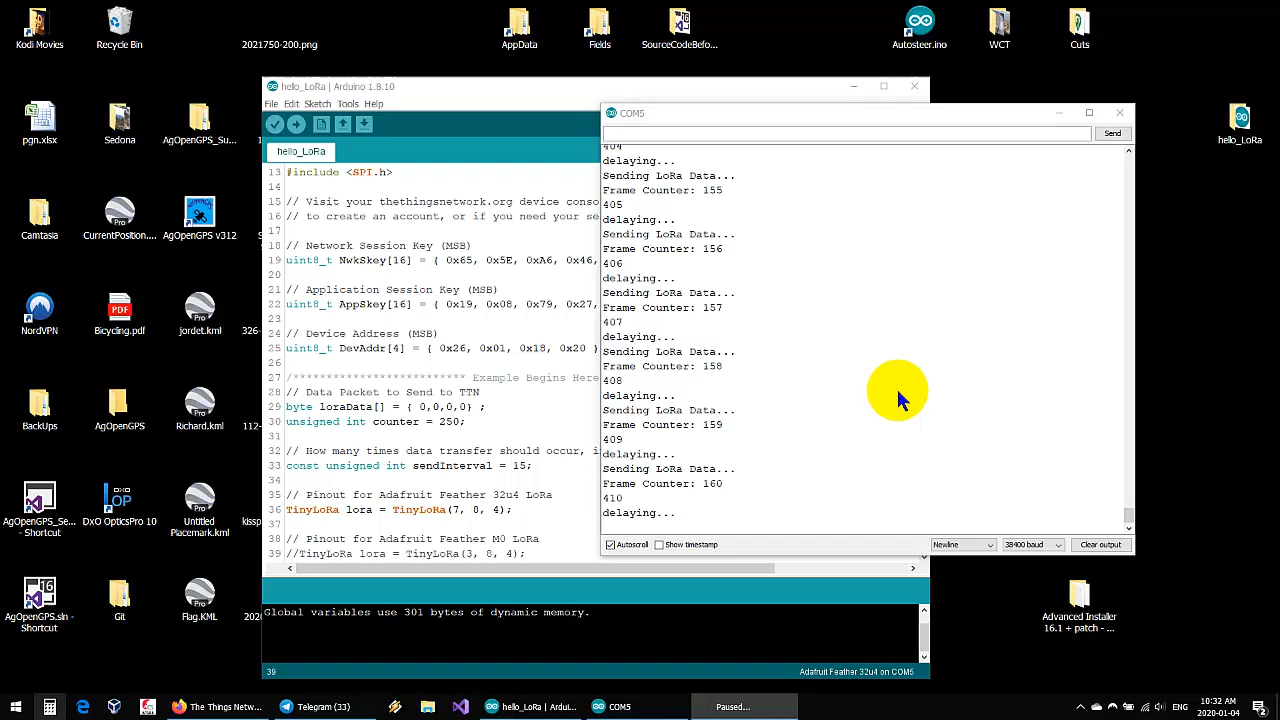 Kodi Movies
Recycle Bin
2021750-200.png
AppData
Fields
SourceCodeBefo...
Autosteer.ino
WCT
Cuts
pgn.xlsx
Sedona
AgOpenGPS_Su...
hello_LoRa
Camtasia
CurrentPosition....
AgOpenGPS v312
NordVPN
Bicycling.pdf
jordet.kml
326-
BackUps
AgOpenGPS
Richard.kml
112-
AgOpenGPS_Se...
- Shortcut
DxO OpticsPro 10
Untitled
Placemark.kml
kissp
AgOpenGPS.sln -
Shortcut
Git
Flag.KML
202
Advanced Installer
16.1 + patch - ...
helo_LoRa | Arduino 1.8.10
File Edit Sketch Tools Help
hello_LoRa
13 #include <SPI.h>
14
15 // Visit your thethingsnetwork.org device conso
16 // to create an account, or if you need your se
17
18 // Network Session Key (MSB)
19 uint8_t NwkSkey[16] = { 0x65, 0x5E, 0xA6, 0x46,
20
21 // Application Session Key (MSB)
22 uint8_t AppSkey[16] = { 0x19, 0x08, 0x79, 0x27,
23
24 // Device Address (MSB)
25 uint8_t DevAddr[4] = { 0x26, 0x01, 0x18, 0x20 }
26
27 /************************** Example Begins Here
28 // Data Packet to Send to TTN
29 byte loraData[] = { 0,0,0,0} ;
30 unsigned int counter = 250;
31
32 // How many times data transfer should occur, i
33 const unsigned int sendInterval = 15;
34
35 // Pinout for Adafruit Feather 32u4 LoRa
36 TinyLoRa lora = TinyLoRa(7, 8, 4);
37
38 // Pinout for Adafruit Feather M0 LoRa
39 //TinyLoRa lora = TinyLoRa(3, 8, 4);
Global variables use 301 bytes of dynamic memory.
39
Adafruit Feather 32u4 on COM5
COM5
Send
404
delaying...
Sending LoRa Data...
Frame Counter: 155
405
delaying...
Sending LoRa Data...
Frame Counter: 156
406
delaying...
Sending LoRa Data...
Frame Counter: 157
407
delaying...
Sending LoRa Data...
Frame Counter: 158
408
delaying...
Sending LoRa Data...
Frame Counter: 159
409
delaying...
Sending LoRa Data...
Frame Counter: 160
410
delaying...
Autoscroll
Show timestamp
Newline
38400 baud
Clear output
The Things Netw...
Telegram (33)
hello_LoRa | Ardui...
COM5
Paused...
10:32 AM
2020-01-04
2